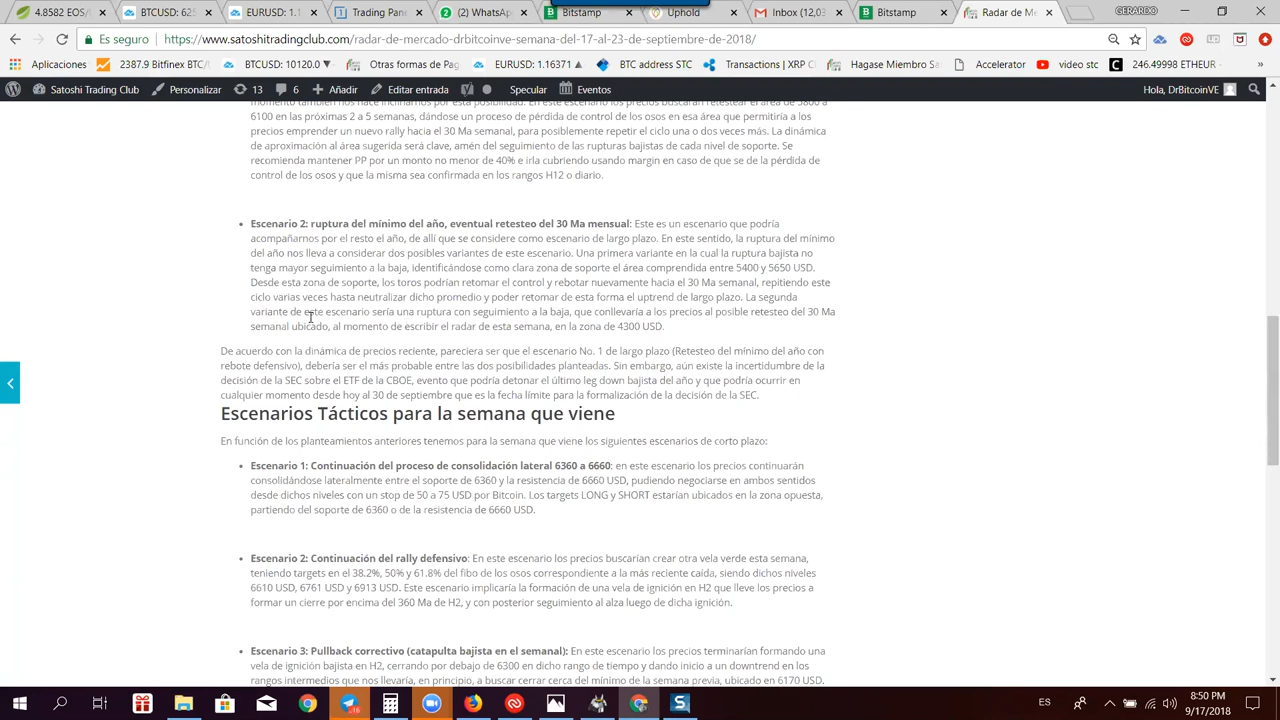 4.8582 EOS/
BTCUSD: 62
EURUSD: 1.1
Trading Pane
(2) WhatsApp
Bitstamp
Uphold
Inbox (12,03
Bitstamp
Radar de Me
GERARDO
Es seguro
https://www.satoshitradingclub.com/radar-de-mercado-drbitcoinve-semana-del-17-al-23-de-septiembre-de-2018/
Aplicaciones
2387.9 Bitfinex BTC/
BTCUSD: 10120.0
Otras formas de Pag
EURUSD: 1.16371
BTC address STC
Transactions | XRP C
Hagase Miembro Sa
Accelerator
video stc
246.49998 ETHEUR -
Satoshi Trading Club
Personalizar
13
6
Añadir
Editar entrada
Specular
Eventos
Hola, DrBitcoinVE
momento también nos hace inclinarnos por esta posibilidad. En este escenario los precios buscarán retestear el área de 5800 a
6100 en las próximas 2 a 5 semanas, dándose un proceso de pérdida de control de los osos en esa área que permitiría a los
precios emprender un nuevo rally hacia el 30 Ma semanal, para posiblemente repetir el ciclo una o dos veces más. La dinámica
de aproximación al área sugerida será clave, amén del seguimiento de las rupturas bajistas de cada nivel de soporte. Se
recomienda mantener PP por un monto no menor de 40% e irla cubriendo usando margin en caso de que se de la pérdida de
control de los osos y que la misma sea confirmada en los rangos H12 o diario.
• Escenario 2: ruptura del mínimo del año, eventual retesteo del 30 Ma mensual: Este es un escenario que podría
acompañarnos por el resto el año, de allí que se considere como escenario de largo plazo. En este sentido, la ruptura del mínimo
del año nos lleva a considerar dos posibles variantes de este escenario. Una primera variante en la cual la ruptura bajista no
tenga mayor seguimiento a la baja, identificándose como clara zona de soporte el área comprendida entre 5400 y 5650 USD.
Desde esta zona de soporte, los toros podrían retomar el control y rebotar nuevamente hacia el 30 Ma semanal, repitiendo este
ciclo varias veces hasta neutralizar dicho promedio y poder retomar de esta forma el uptrend de largo plazo. La segunda
variante de este escenario sería una ruptura con seguimiento a la baja, que conllevaría a los precios al posible retesteo del 30 Ma
semanal ubicado, al momento de escribir el radar de esta semana, en la zona de 4300 USD.
De acuerdo con la dinámica de precios reciente, pareciera ser que el escenario No. 1 de largo plazo (Retesteo del mínimo del año con
rebote defensivo), debería ser el más probable entre las dos posibilidades planteadas. Sin embargo, aún existe la incertidumbre de la
decisión de la SEC sobre el ETF de la CBOE, evento que podría detonar el último leg down bajista del año y que podría ocurrir en
cualquier momento desde hoy al 30 de septiembre que es la fecha límite para la formalización de la decisión de la SEC.
Escenarios Tácticos para la semana que viene
En función de los planteamientos anteriores tenemos para la semana que viene los siguientes escenarios de corto plazo:
• Escenario 1: Continuación del proceso de consolidación lateral 6360 a 6660: en este escenario los precios continuarán
consolidándose lateralmente entre el soporte de 6360 y la resistencia de 6660 USD, pudiendo negociarse en ambos sentidos
desde dichos niveles con un stop de 50 a 75 USD por Bitcoin. Los targets LONG y SHORT estarían ubicados en la zona opuesta,
partiendo del soporte de 6360 o de la resistencia de 6660 USD.
• Escenario 2: Continuación del rally defensivo: En este escenario los precios buscarían crear otra vela verde esta semana,
teniendo targets en el 38.2%, 50% y 61.8% del fibo de los osos correspondiente a la más reciente caída, siendo dichos niveles
6610 USD, 6761 USD y 6913 USD. Este escenario implicaría la formación de una vela de ignición en H2 que lleve los precios a
formar un cierre por encima del 360 Ma de H2, y con posterior seguimiento al alza luego de dicha ignición.
• Escenario 3: Pullback correctivo (catapulta bajista en el semanal): En este escenario los precios terminarían formando una
vela de ignición bajista en H2, cerrando por debajo de 6300 en dicho rango de tiempo y dando inicio a un downtrend en los
rangos intermedios que nos llevaría, en principio, a buscar cerrar cerca del mínimo de la semana previa, ubicado en 6170 USD.
ES
8:50 PM
9/17/2018